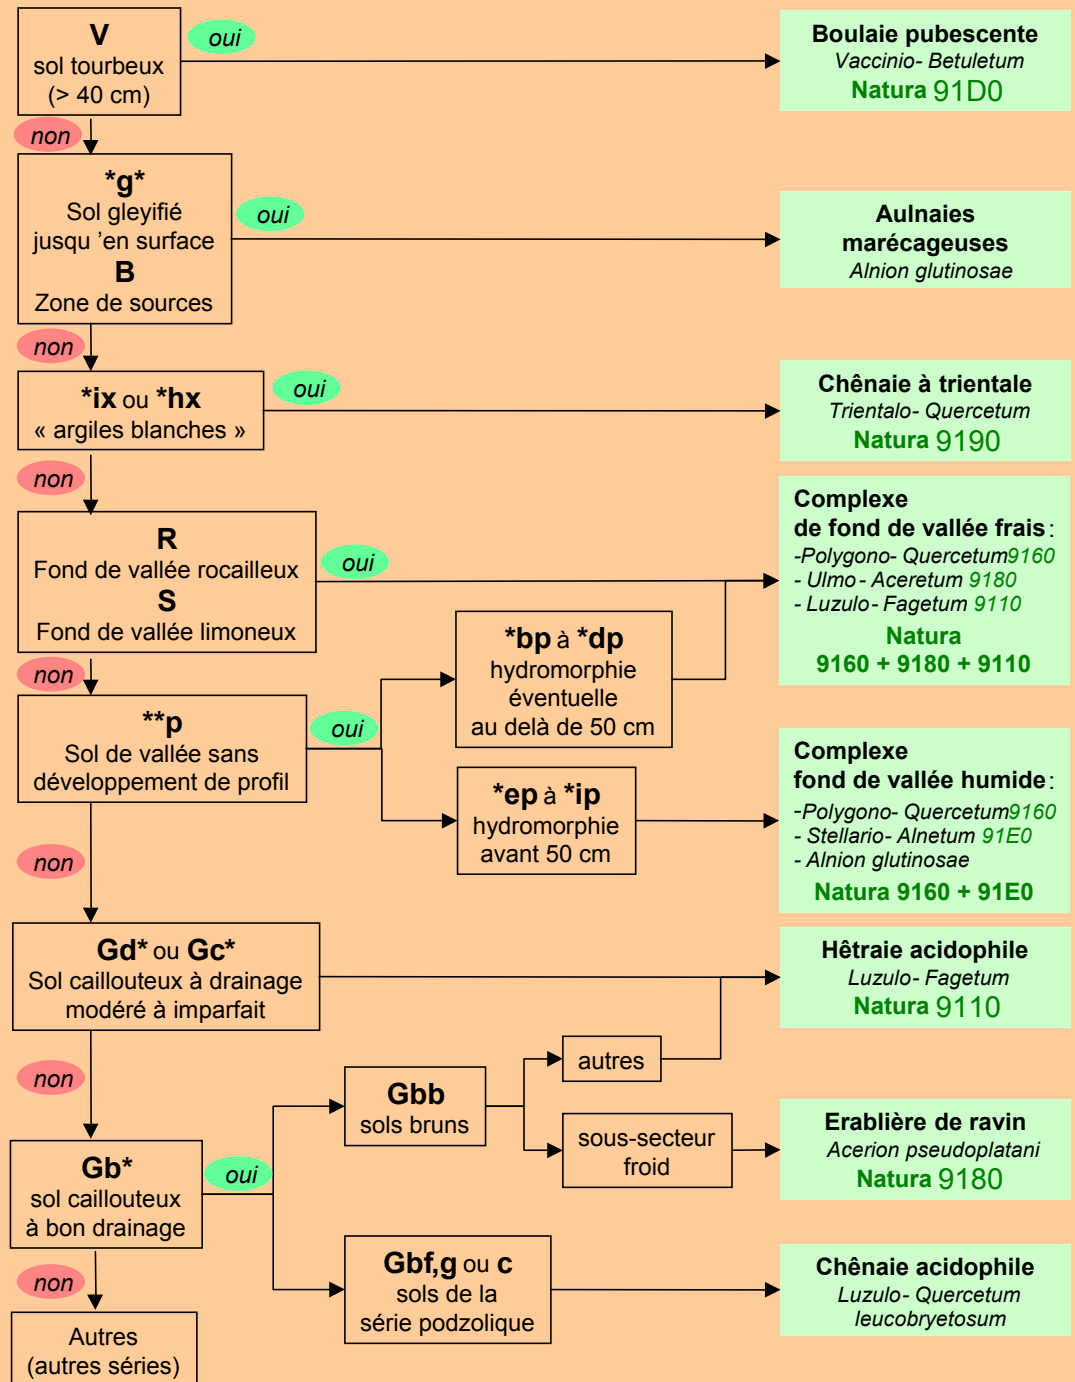 V
sol tourbeux
(> 40 cm)
oui
Boulaie pubescente
Vaccinio- Betuletum
Natura 91D0
non
*g*
Sol gleyifié
jusqu 'en surface
B
Zone de sources
oui
Aulnaies
marécageuses
Alnion glutinosae
non
*ix ou *hx
« argiles blanches »
oui
Chênaie à trientale
Trientalo- Quercetum
Natura 9190
non
R
Fond de vallée rocailleux
S
Fond de vallée limoneux
oui
Complexe
de fond de vallée frais:
-Polygono- Quercetum9160
- Ulmo- Aceretum 9180
- Luzulo- Fagetum 9110
Natura
9160 + 9180 + 9110
non
**p
Sol de vallée sans
développement de profil
oui
*bp à *dp
hydromorphie
éventuelle
au delà de 50 cm
*ep à *ip
hydromorphie
avant 50 cm
Complexe
fond de vallée humide:
-Polygono- Quercetum9160
- Stellario- Alnetum 91E0
- Alnion glutinosae
Natura 9160 + 91E0
non
Gd* ou Gc*
Sol caillouteux à drainage
modéré à imparfait
Hêtraie acidophile
Luzulo- Fagetum
Natura 9110
non
Gb*
sol caillouteux
à bon drainage
oui
Gbb
sols bruns
autres
sous-secteur
froid
Erablière de ravin
Acerion pseudoplatani
Natura 9180
Gbf,g ou c
sols de la
série podzolique
Chênaie acidophile
Luzulo- Quercetum
leucobryetosum
non
Autres
(autres séries)